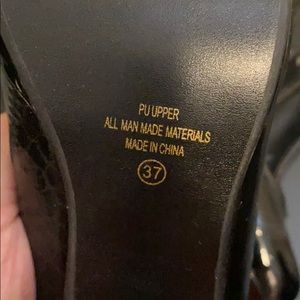 PU UPPER
ALL MAN MADE MATERIALS
MADE IN CHINA
37